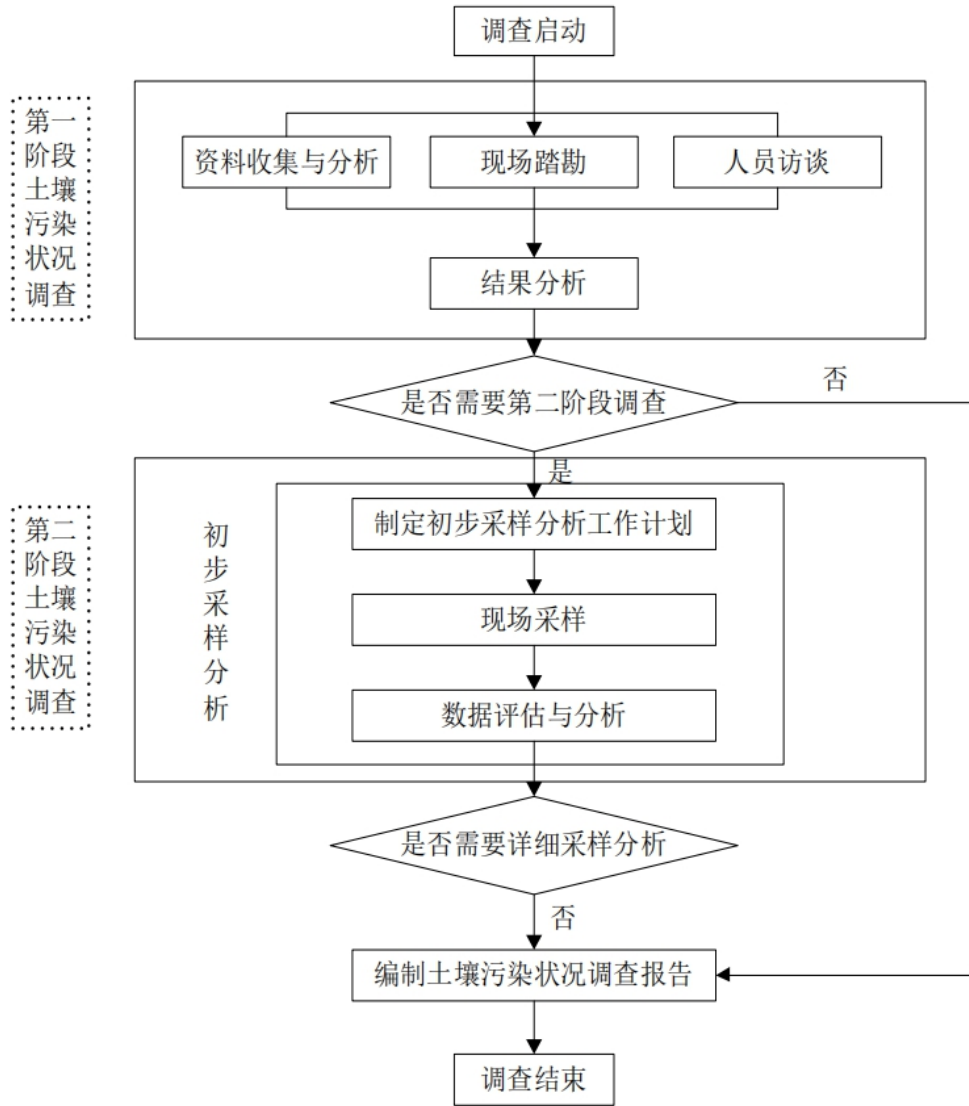 调查启动
第一
阶段
土壤
污染
状况
调查
资料收集与分析
现场踏勘
人员访谈
结果分析
是否需要第二阶段调查
否
是
第二
阶段
土壤
污染
状况
调查
初
步
采
样
分
析
制定初步采样分析工作计划
现场采样
数据评估与分析
是否需要详细采样分析
否
编制土壤污染状况调查报告
调查结束